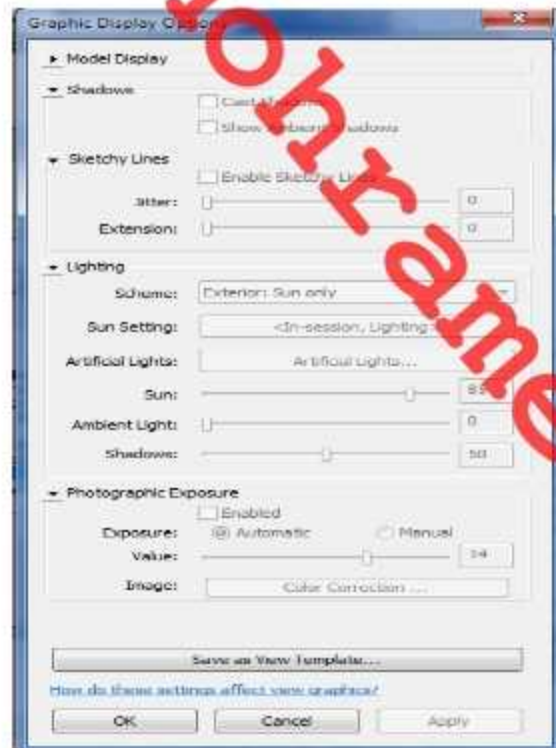 Graphic Display Options
Model Display
Shadows
Cast Shadows
Show Ambient Shadows
Sketchy Lines
Enable Sketchy Lines
Jitter: 0
Extension: 0
Lighting
Scheme: Exterior: Sun only
Sun Setting: <In-session, Lighting>
Artificial Lights: Artificial Lights...
Sun:
Ambient Light: 0
Shadows: 50
Photographic Exposure
Enabled
Exposure: Automatic Manual
Value: 14
Image: Color Correction ...
Save as View Template...
How do these settings affect view graphics?
OK Cancel Apply